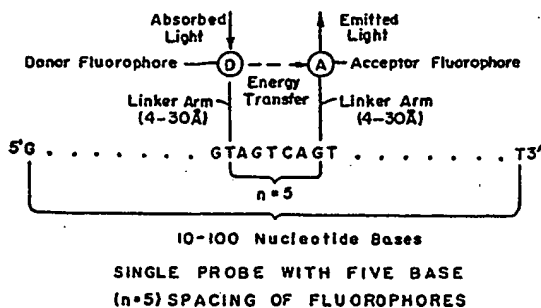 Absorbed Light
Emitted Light
Donor Fluorophore D A Acceptor Fluorophore
Energy Transfer
Linker Arm (4-30Å)
Linker Arm (4-30Å)
5'G . . . . . . . . . . GTAGTCAGT . . . . . . . . . . T3'
n=5
10-100 Nucleotide Bases
SINGLE PROBE WITH FIVE BASE
(n=5) SPACING OF FLUOROPHORES